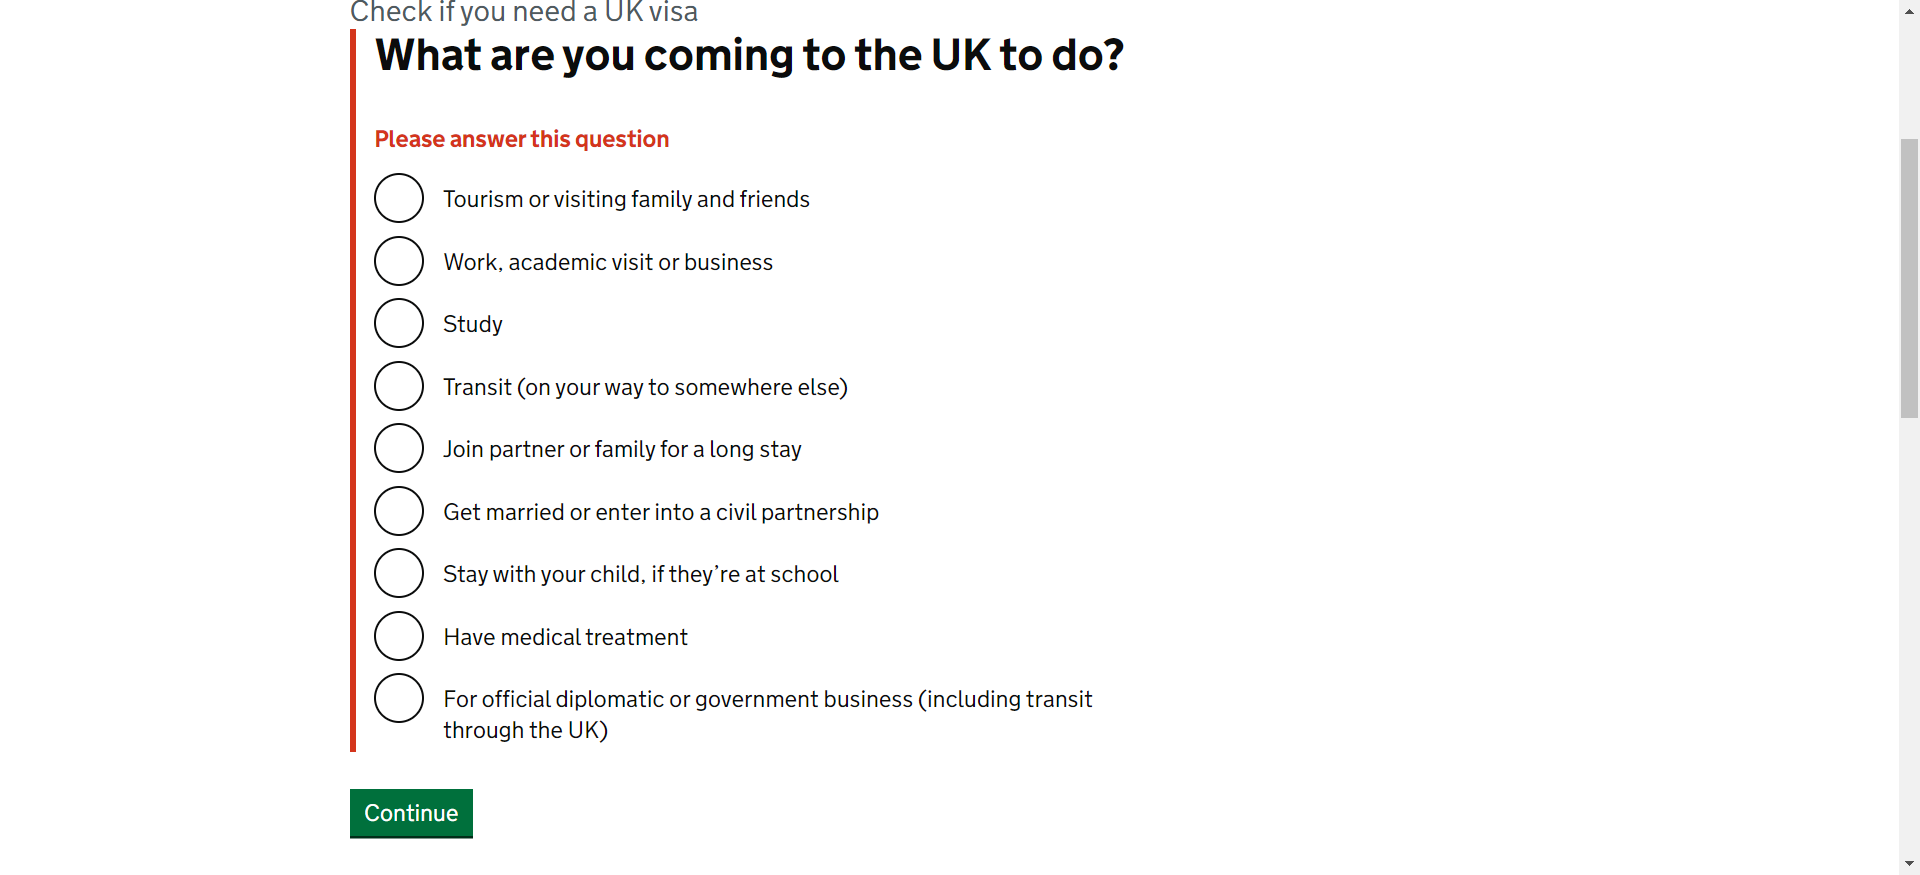 Check if you need a UK visa
What are you coming to the UK to do?
Please answer this question
Tourism or visiting family and friends
Work, academic visit or business
Study
Transit (on your way to somewhere else)
Join partner or family for a long stay
Get married or enter into a civil partnership
Stay with your child, if they’re at school
Have medical treatment
For official diplomatic or government business (including transit
through the UK)
Continue